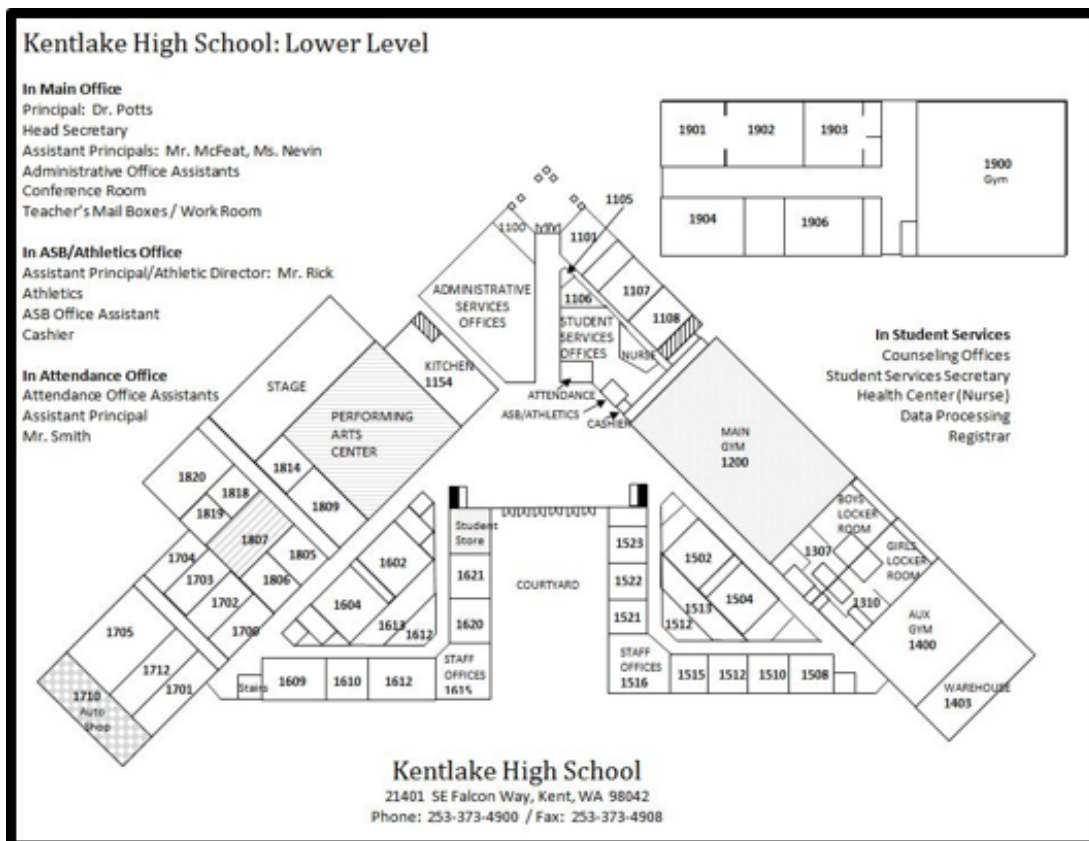 Kentlake High School: Lower Level
In Main Office
Principal: Dr. Potts
Head Secretary
Assistant Principals: Mr. McFeat, Ms. Nevin
Administrative Office Assistants
Conference Room
Teacher's Mail Boxes / Work Room
In ASB/Athletics Office
Assistant Principal/Athletic Director: Mr. Rick
Athletics
ASB Office Assistant
Cashier
In Attendance Office
Attendance Office Assistants
Assistant Principal
Mr. Smith
1901
1902
1903
1900
Gym
1904
1906
1105
1100
1101
ADMINISTRATIVE
SERVICES
OFFICES
1106
1107
1108
STUDENT
SERVICES
OFFICES
NURSE
KITCHEN
1154
ATTENDANCE
ASB/ATHLETICS
CASHIER
In Student Services
Counseling Offices
Student Services Secretary
Health Center (Nurse)
Data Processing
Registrar
STAGE
PERFORMING
ARTS
CENTER
MAIN
GYM
1200
1820
1818
1819
1814
1809
1807
1805
1806
1704
1703
1702
1700
1705
1712
1701
1710
Auto
Shop
BOYS
LOCKER
ROOM
GIRLS
LOCKER
ROOM
1307
1310
AUX
GYM
1400
WAREHOUSE
1403
Student
Store
1621
1620
COURTYARD
1523
1522
1521
1602
1604
1613
1612
1502
1504
1513
1512
Stairs
1609
1610
1612
STAFF
OFFICES
1615
STAFF
OFFICES
1516
1515
1512
1510
1508
Kentlake High School
21401 SE Falcon Way, Kent, WA 98042
Phone: 253-373-4900 / Fax: 253-373-4908